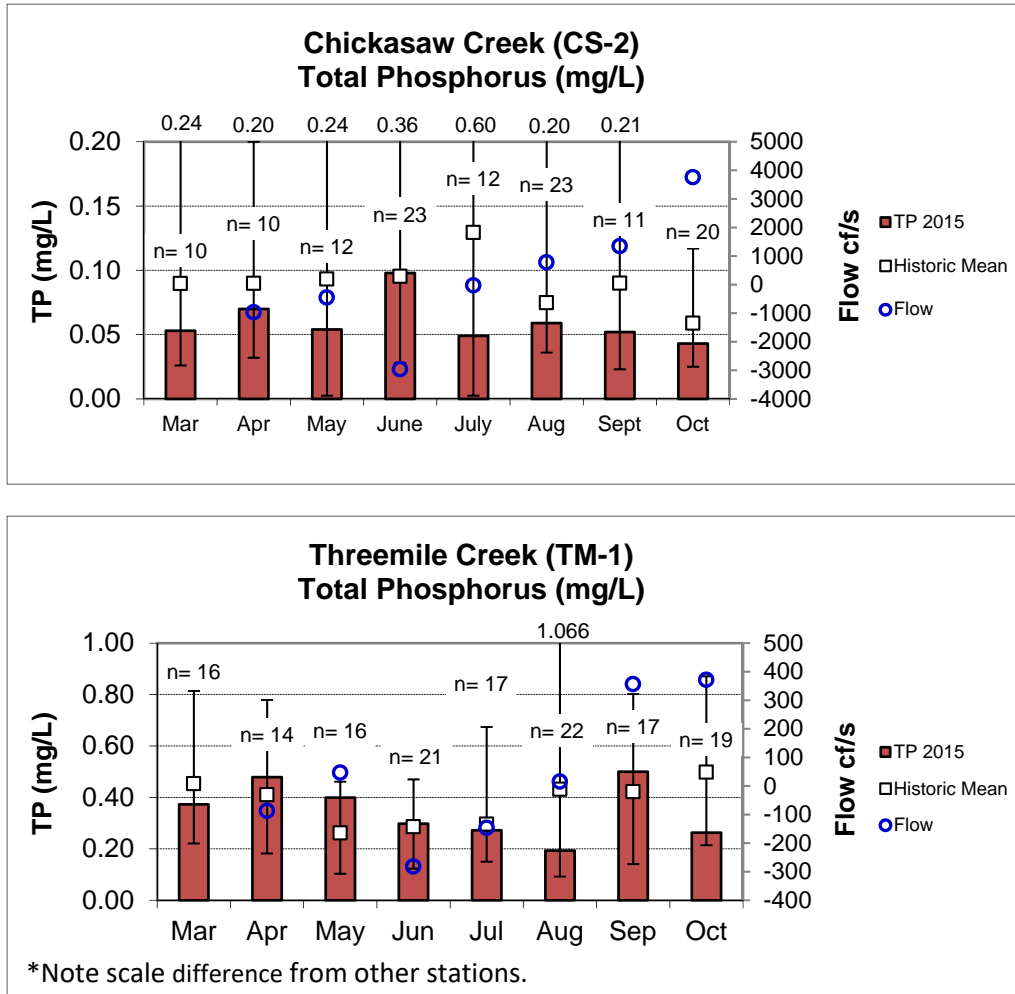 Chickasaw Creek (CS-2)
Total Phosphorus (mg/L)
0.24 0.20 0.24 0.36 0.60 0.20 0.21
0.20
0.15
0.10
0.05
0.00
TP (mg/L)
n= 10
n= 10
n= 12
n= 23
n= 12
n= 23
n= 11
n= 20
5000
4000
3000
2000
1000
0
-1000
-2000
-3000
-4000
Flow cf/s
TP 2015
Historic Mean
Flow
Mar Apr May June July Aug Sept Oct
Threemile Creek (TM-1)
Total Phosphorus (mg/L)
1.066
1.00
0.80
0.60
0.40
0.20
0.00
TP (mg/L)
n= 16
n= 14
n= 16
n= 21
n= 17
n= 22
n= 17
n= 19
500
400
300
200
100
0
-100
-200
-300
-400
Flow cf/s
TP 2015
Historic Mean
Flow
Mar Apr May Jun Jul Aug Sep Oct
*Note scale difference from other stations.